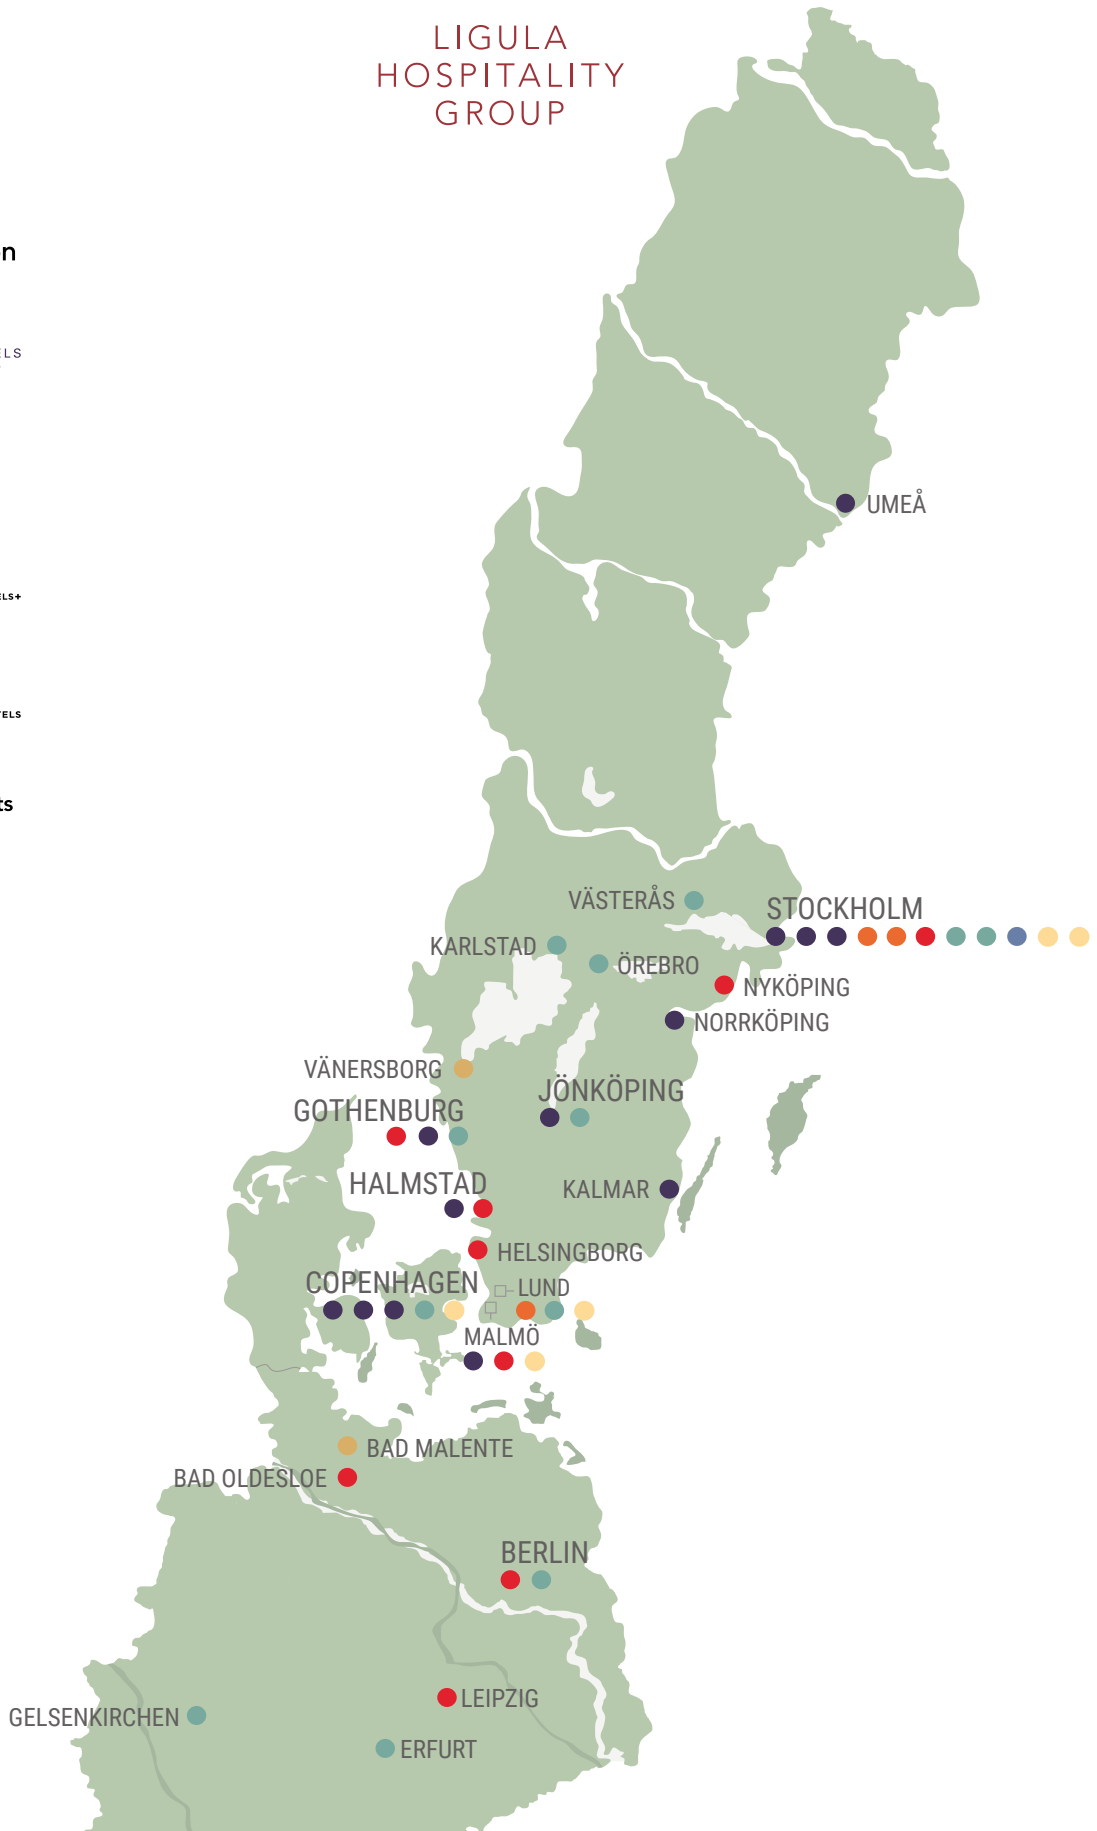 LIGULA
HOSPITALITY
GROUP
UMEÅ
VÄSTERÅS
STOCKHOLM
KARLSTAD
ÖREBRO
NYKÖPING
NORRKÖPING
VÄNERSBORG
JÖNKÖPING
GOTHENBURG
HALMSTAD
KALMAR
HELSINGBORG
COPENHAGEN
LUND
MALMÖ
BAD MALENTE
BAD OLDESLOE
BERLIN
LEIPZIG
GELSENKIRCHEN
ERFURT